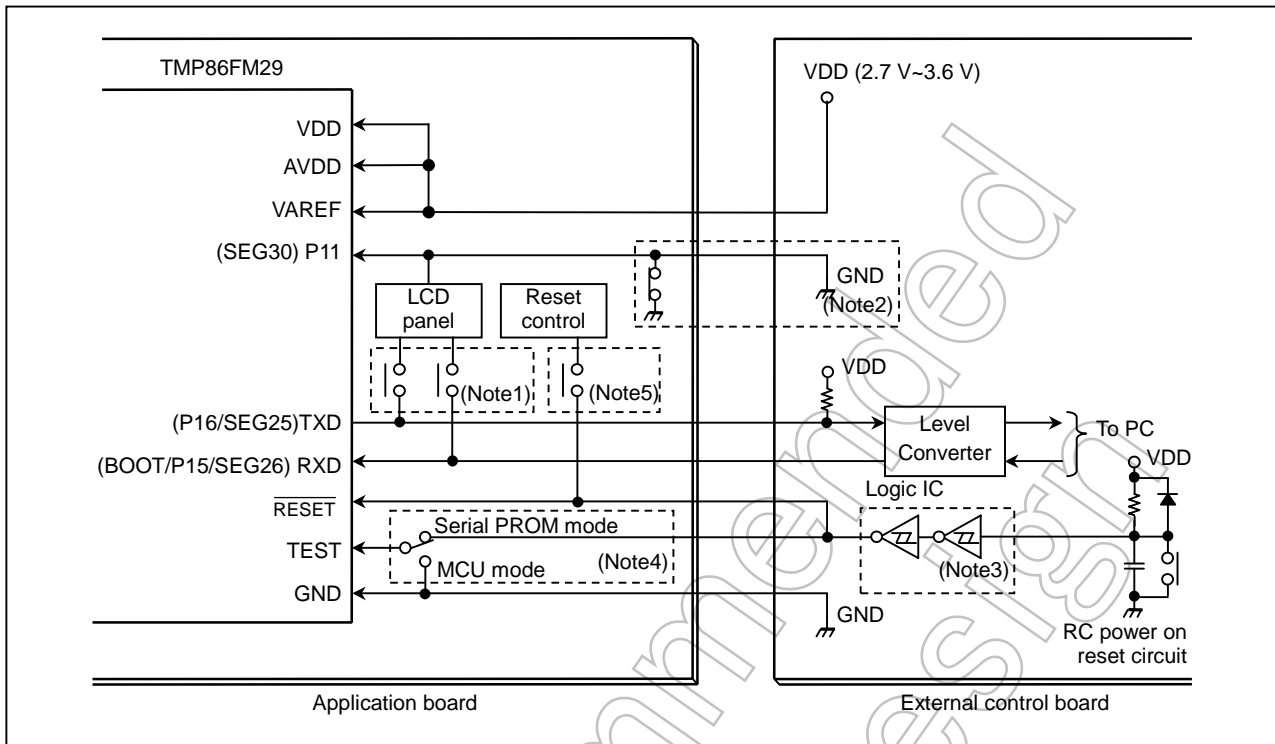 TMP86FM29
VDD (2.7 V~3.6 V)
VDD
AVDD
VAREF
(SEG30) P11
GND
(Note2)
LCD
panel
Reset
control
(Note1)
(Note5)
VDD
(P16/SEG25)TXD
Level
Converter
To PC
(BOOT/P15/SEG26) RXD
VDD
RESET
Logic IC
Serial PROM mode
TEST
(Note4)
(Note3)
MCU mode
GND
GND
RC power on
reset circuit
Application board
External control board